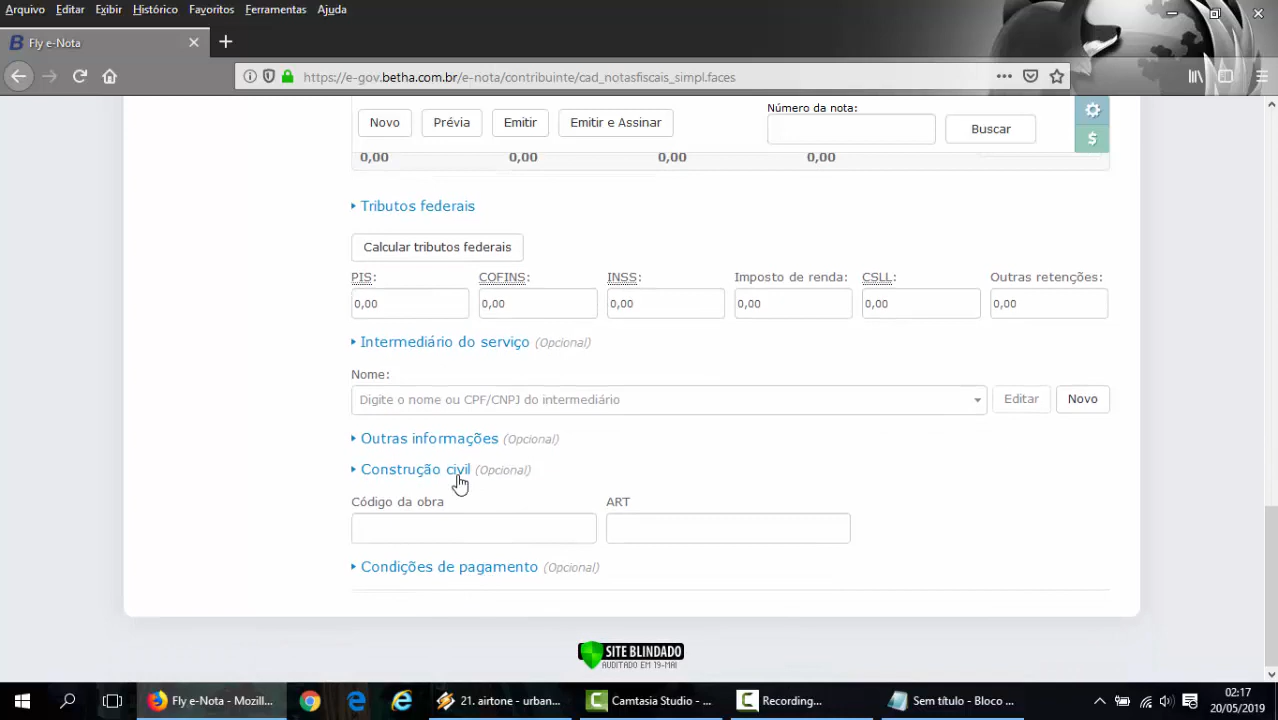 Arquivo Editar Exibir Histórico Favoritos Ferramentas Ajuda
Fly e-Nota
https://e-gov.betha.com.br/e-nota/contribuinte/cad_notasfiscais_simpl.faces
Número da nota:
Novo Prévia Emitir Emitir e Assinar Buscar
$
0,00 0,00 0,00 0,00
Tributos federais
Calcular tributos federais
PIS: COFINS: INSS: Imposto de renda: CSLL: Outras retenções:
0,00 0,00 0,00 0,00 0,00 0,00
Intermediário do serviço (Opcional)
Nome:
Digite o nome ou CPF/CNPJ do intermediário Editar Novo
Outras informações (Opcional)
Construção civil (Opcional)
Código da obra ART
Condições de pagamento (Opcional)
SITE BLINDADO
AUDITADO EM 19-MAI
Fly e-Nota - Mozill... 21. airtone - urban... Camtasia Studio - ... Recording... Sem título - Bloco ...
02:17
20/05/2019